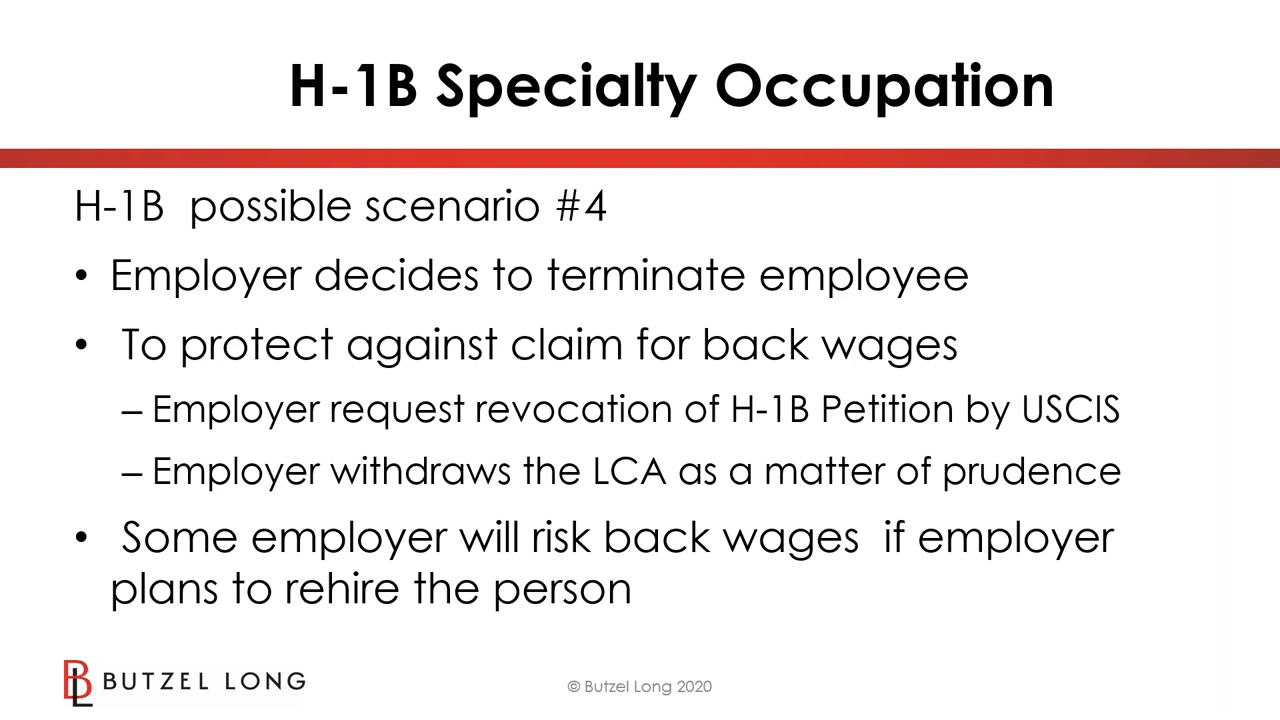 H-1B Specialty Occupation
H-1B possible scenario #4
• Employer decides to terminate employee
• To protect against claim for back wages
– Employer request revocation of H-1B Petition by USCIS
– Employer withdraws the LCA as a matter of prudence
• Some employer will risk back wages if employer
plans to rehire the person
BL BUTZEL LONG
© Butzel Long 2020